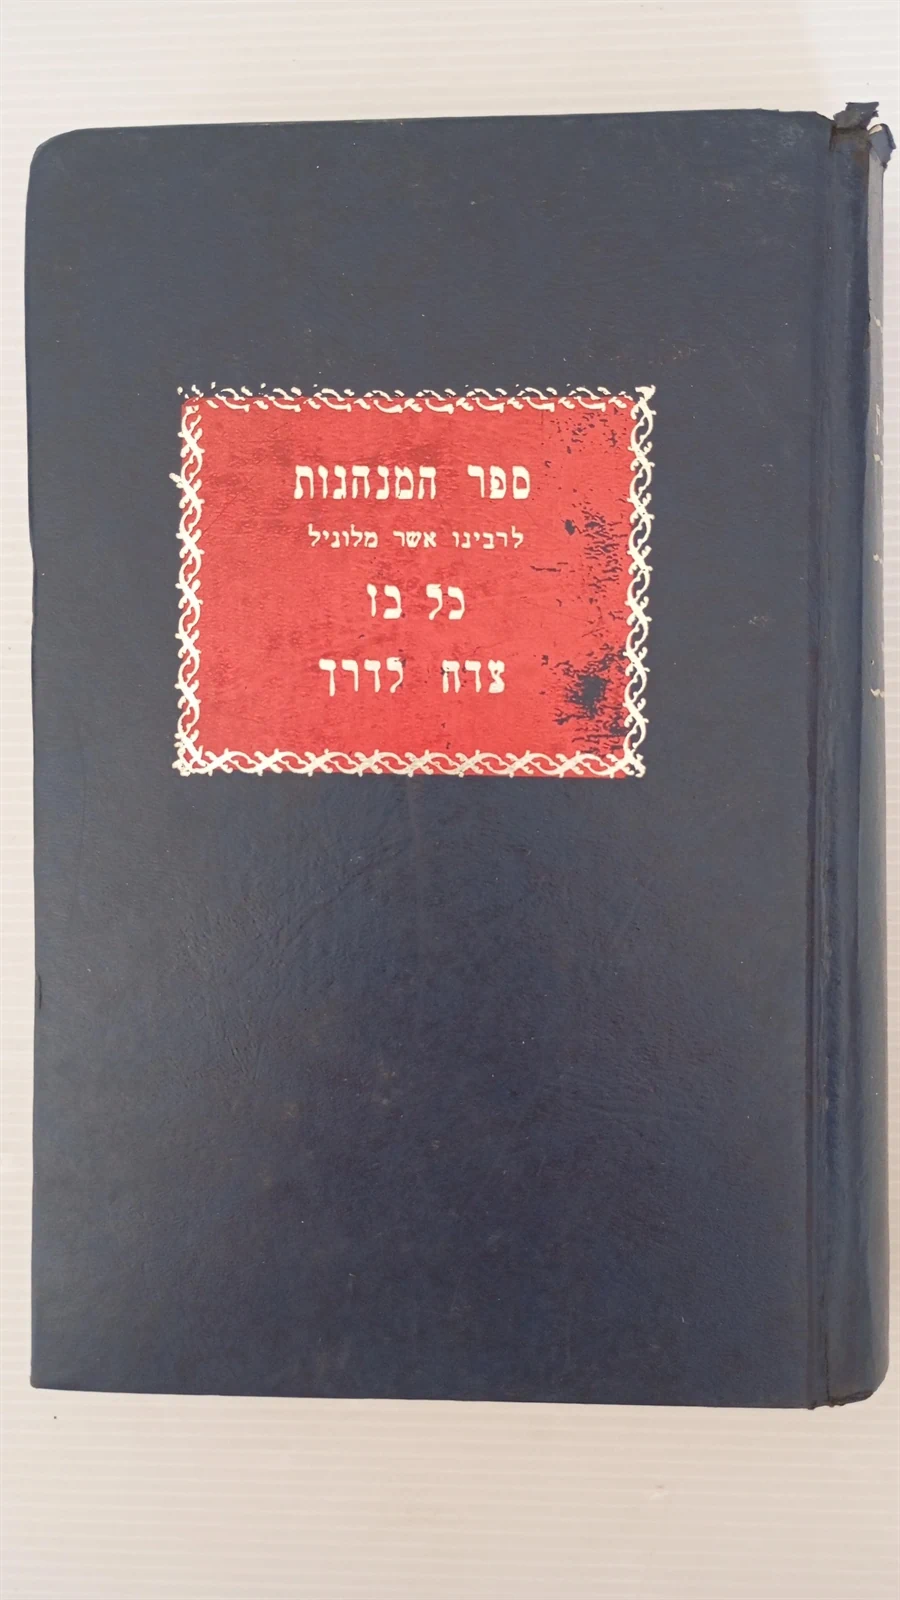 ספר המנהגות
לרבינו אשר מלוניל
כל בו
צדה לדרך